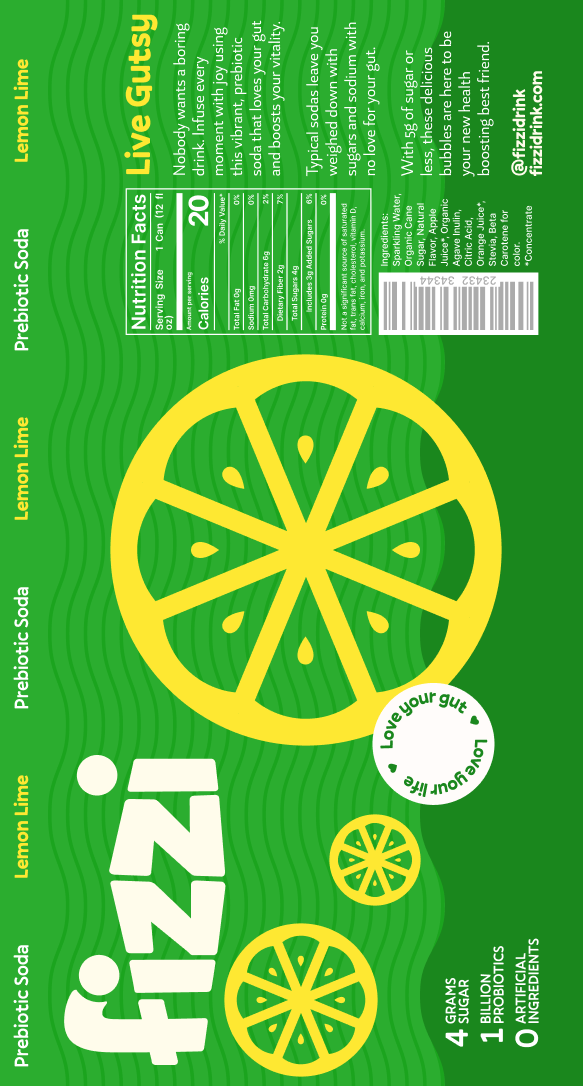 Prebiotic Soda Lemon Lime Prebiotic Soda Lemon Lime Prebiotic Soda Lemon Lime
fizzi
4 GRAMS
SUGAR
1 BILLION
PROBIOTICS
0 ARTIFICIAL
INGREDIENTS
Love your gut
Love your life
Nutrition Facts
Serving Size 1 Can (12 fl
oz)
Amount per serving
Calories 20
% Daily Value*
Total Fat 0g 0%
Sodium 0mg 0%
Total Carbohydrate 6g 2%
Dietary Fiber 2g 7%
Total Sugars 4g
Includes 3g Added Sugars 6%
Protein 0g 0%
Not a significant source of saturated
fat, trans fat, cholesterol, vitamin D,
calcium, iron, and potassium.
23432 34344
Ingredients:
Sparkling Water,
Organic Cane
Sugar, Natural
Flavor, Apple
Juice*, Organic
Agave Inulin,
Citric Acid,
Orange Juice*,
Stevia, Beta
Carotene for
color.
*Concentrate
Live Gutsy
Nobody wants a boring
drink. Infuse every
moment with joy using
this vibrant, prebiotic
soda that loves your gut
and boosts your vitality.
Typical sodas leave you
weighed down with
sugars and sodium with
no love for your gut.
With 5g of sugar or
less, these delicious
bubbles are here to be
your new health
boosting best friend.
@fizzidrink
fizzidrink.com